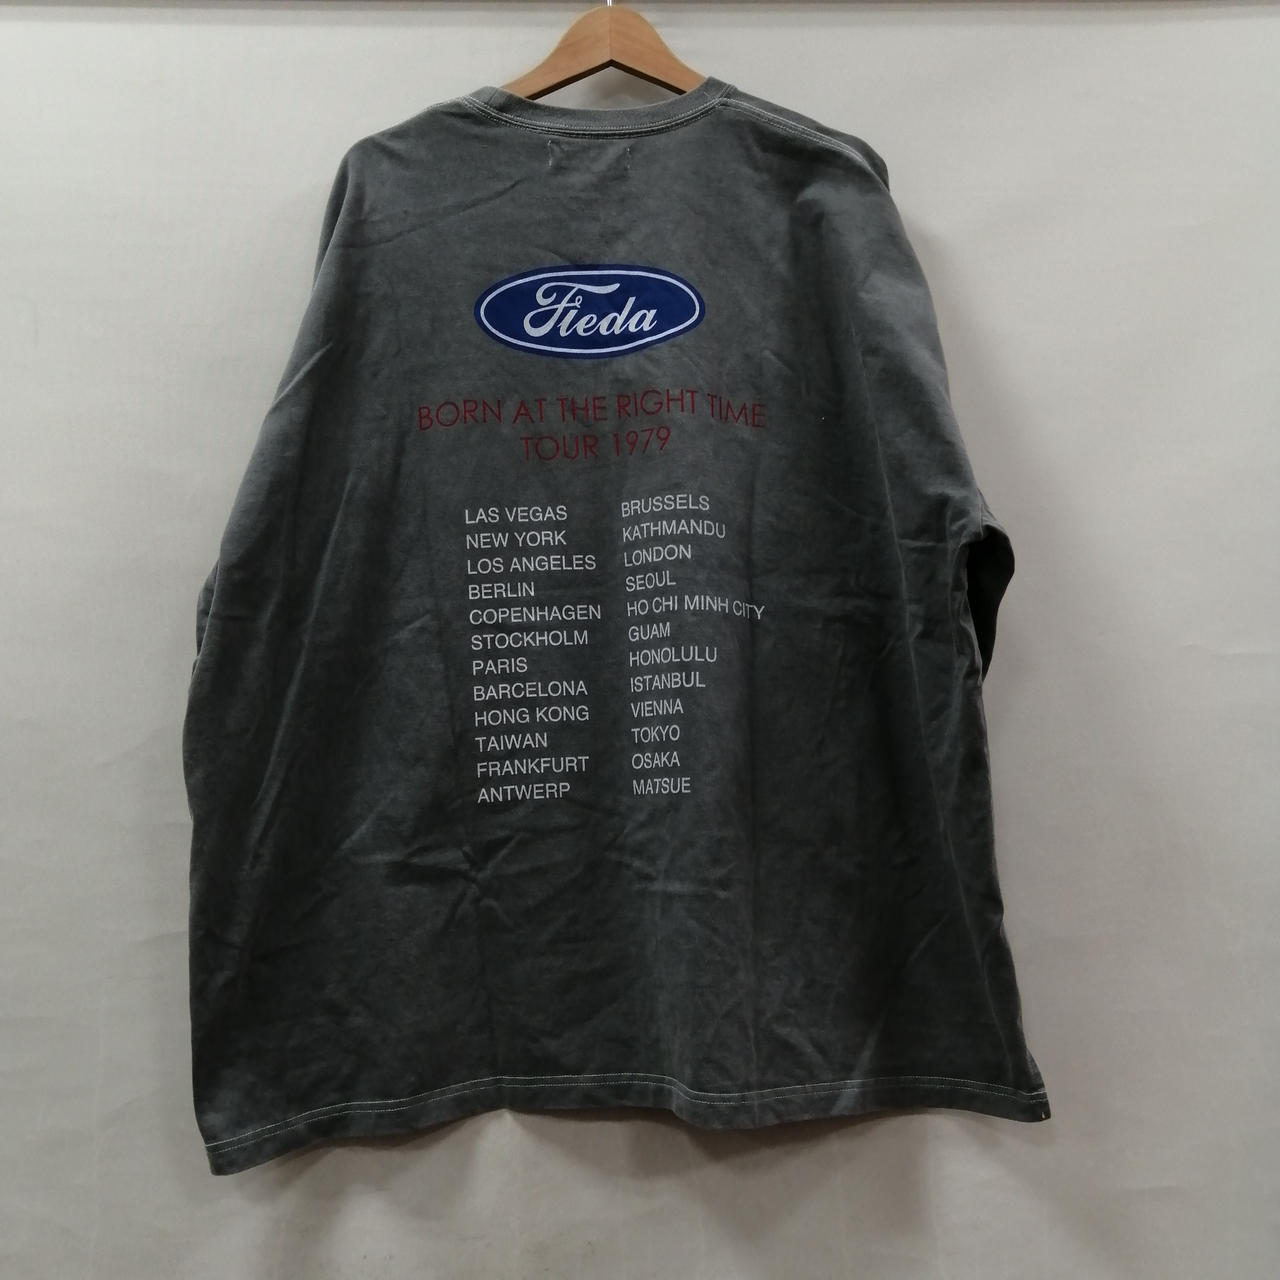 Fieda
BORN AT THE RIGHT TIME
TOUR 1979
LAS VEGAS
NEW YORK
LOS ANGELES
BERLIN
COPENHAGEN
STOCKHOLM
PARIS
BARCELONA
HONG KONG
TAIWAN
FRANKFURT
ANTWERP
BRUSSELS
KATHMANDU
LONDON
SEOUL
HO CHI MINH CITY
GUAM
HONOLULU
ISTANBUL
VIENNA
TOKYO
OSAKA
MATSUE